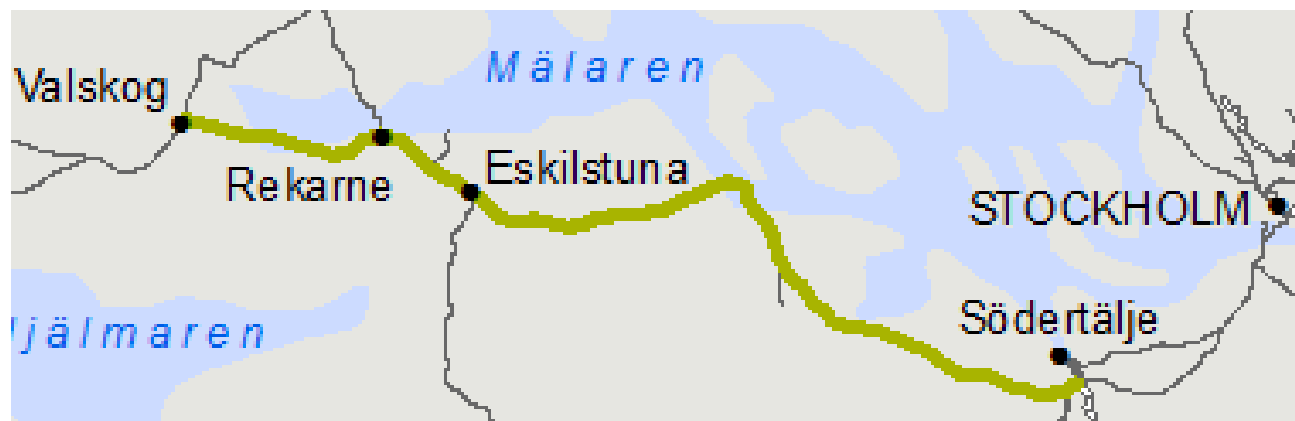 Mälaren
Valskog
Rekarne
Eskilstuna
STOCKHOLM
Södertälje
jälmaren